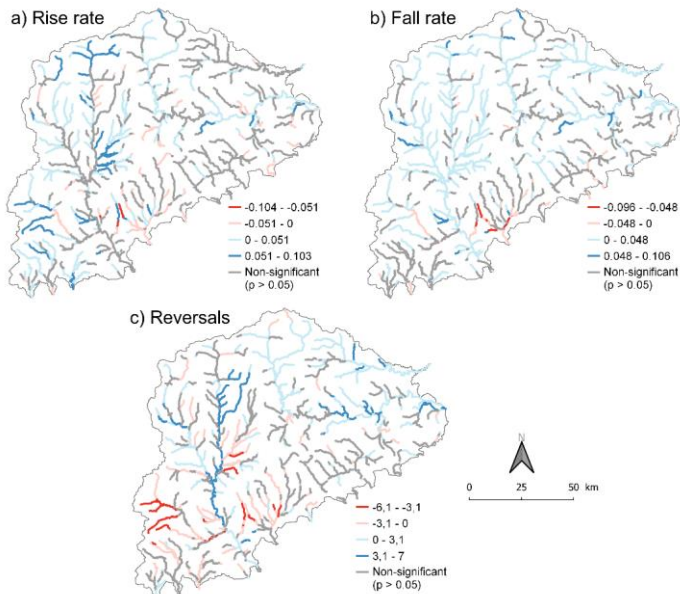 a) Rise rate
-0.104 - -0.051
-0.051 - 0
0 - 0.051
0.051 - 0.103
Non-significant
(p > 0.05)
b) Fall rate
-0.096 - -0.048
-0.048 - 0
0 - 0.048
0.048 - 0.106
Non-significant
(p > 0.05)
c) Reversals
-6,1 - -3,1
-3,1 - 0
0 - 3,1
3,1 - 7
Non-significant
(p > 0.05)
N
0 25 50 km